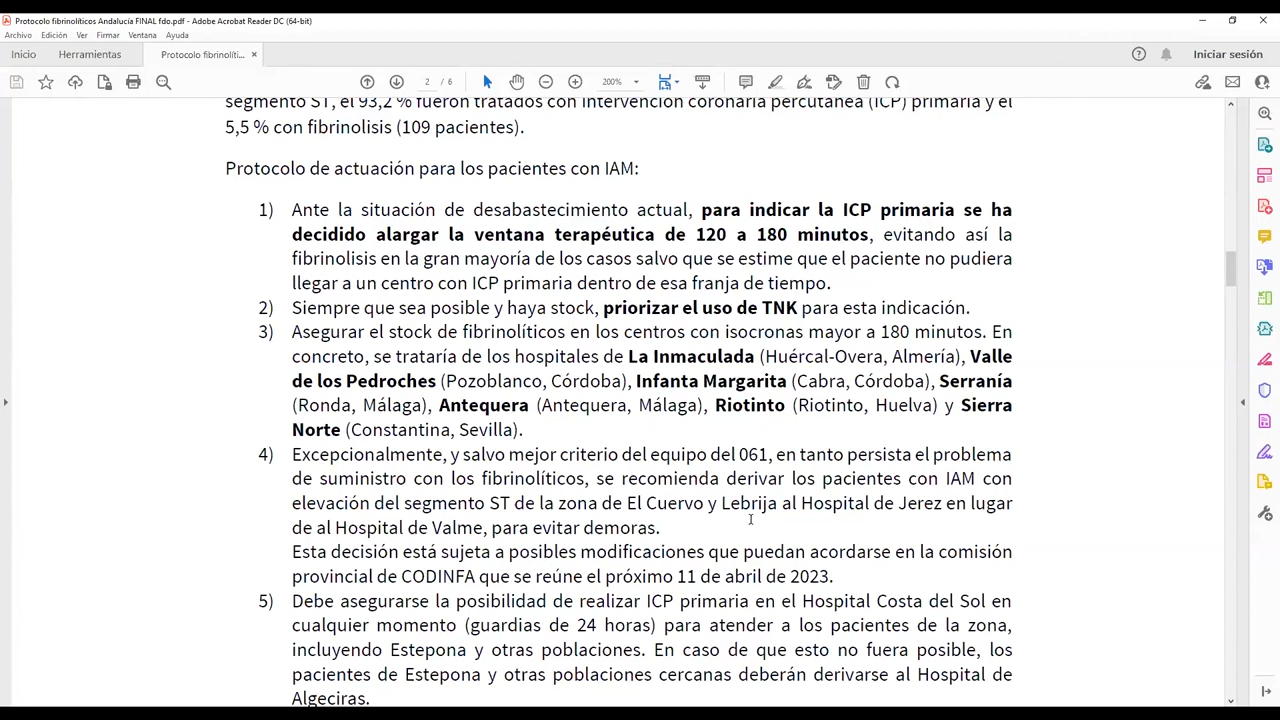 Protocolo fibrinolíticos Andalucía FINAL fdo.pdf - Adobe Acrobat Reader DC (64-bit)
Archivo Edición Ver Firmar Ventana Ayuda
Inicio Herramientas Protocolo fibrinolíti... × Iniciar sesión
2 / 6 200%
segmento ST, el 93,2 % fueron tratados con intervención coronaria percutánea (ICP) primaria y el
5,5 % con fibrinolisis (109 pacientes).
Protocolo de actuación para los pacientes con IAM:
1) Ante la situación de desabastecimiento actual, para indicar la ICP primaria se ha
decidido alargar la ventana terapéutica de 120 a 180 minutos, evitando así la
fibrinolisis en la gran mayoría de los casos salvo que se estime que el paciente no pudiera
llegar a un centro con ICP primaria dentro de esa franja de tiempo.
2) Siempre que sea posible y haya stock, priorizar el uso de TNK para esta indicación.
3) Asegurar el stock de fibrinolíticos en los centros con isocronas mayor a 180 minutos. En
concreto, se trataría de los hospitales de La Inmaculada (Huércal-Overa, Almería), Valle
de los Pedroches (Pozoblanco, Córdoba), Infanta Margarita (Cabra, Córdoba), Serranía
(Ronda, Málaga), Antequera (Antequera, Málaga), Riotinto (Riotinto, Huelva) y Sierra
Norte (Constantina, Sevilla).
4) Excepcionalmente, y salvo mejor criterio del equipo del 061, en tanto persista el problema
de suministro con los fibrinolíticos, se recomienda derivar los pacientes con IAM con
elevación del segmento ST de la zona de El Cuervo y Lebrija al Hospital de Jerez en lugar
de al Hospital de Valme, para evitar demoras.
Esta decisión está sujeta a posibles modificaciones que puedan acordarse en la comisión
provincial de CODINFA que se reúne el próximo 11 de abril de 2023.
5) Debe asegurarse la posibilidad de realizar ICP primaria en el Hospital Costa del Sol en
cualquier momento (guardias de 24 horas) para atender a los pacientes de la zona,
incluyendo Estepona y otras poblaciones. En caso de que esto no fuera posible, los
pacientes de Estepona y otras poblaciones cercanas deberán derivarse al Hospital de
Algeciras.